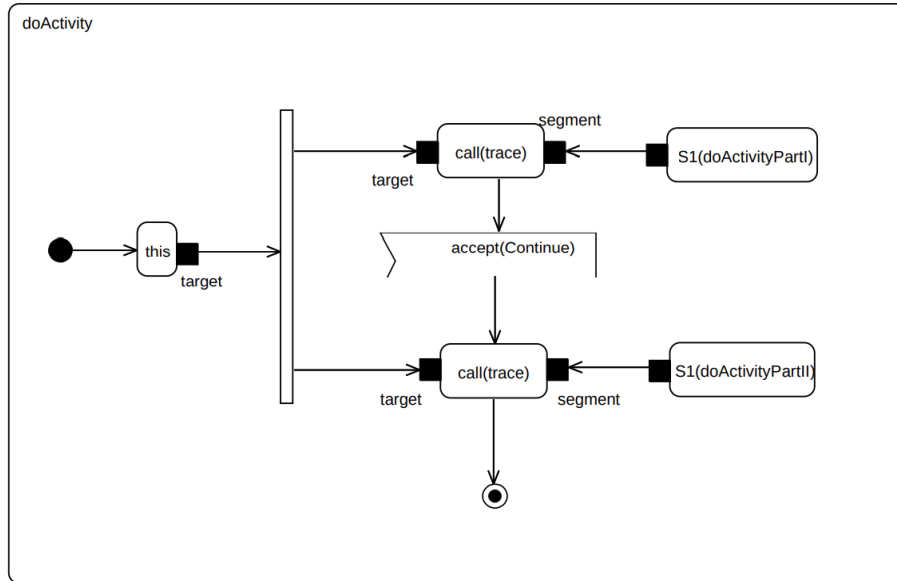 doActivity
segment
call(trace)
S1(doActivityPartI)
target
this
accept(Continue)
target
call(trace)
S1(doActivityPartII)
target
segment